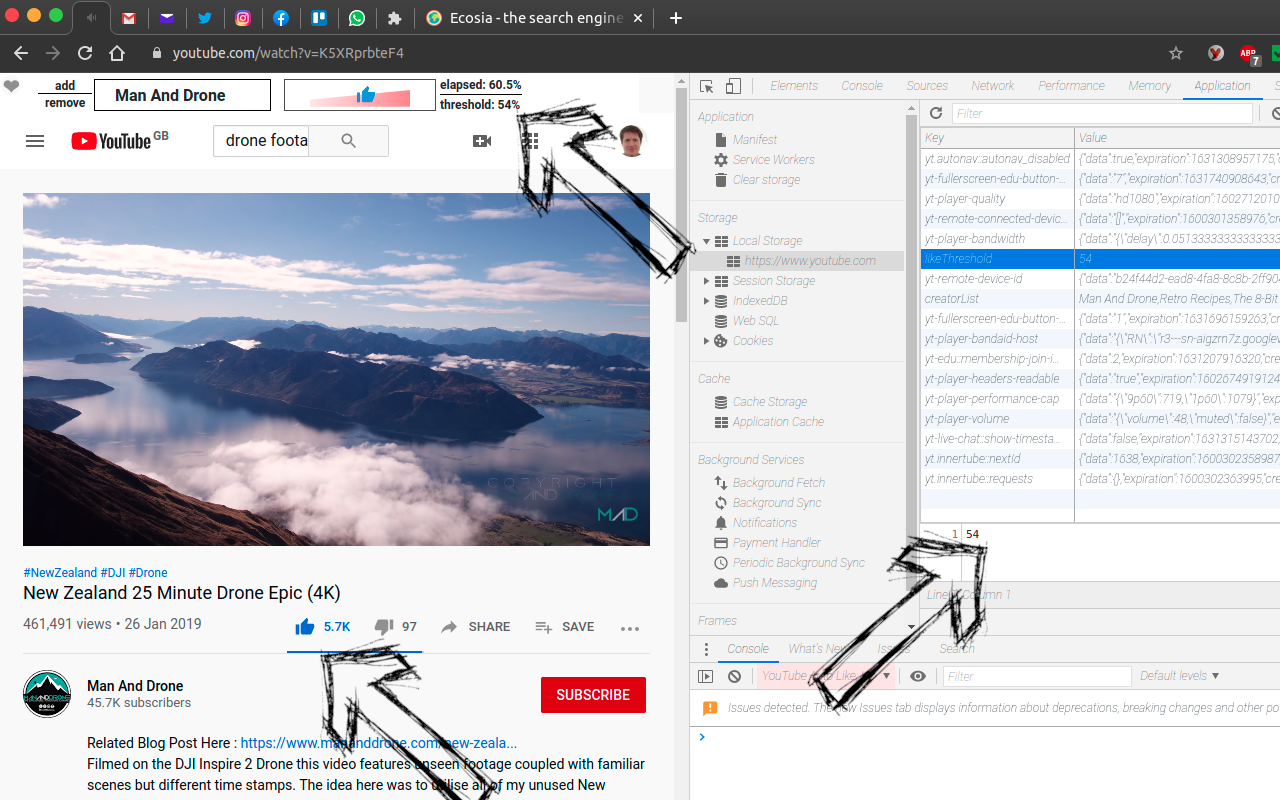 Ecosia - the search engine
youtube.com/watch?v=K5XRprbteF4
ABP
7
add
remove
Man And Drone
elapsed: 60.5%
threshold: 54%
YouTube GB
drone foota
COPYRIGHT
AND
MAD
#NewZealand #DJI #Drone
New Zealand 25 Minute Drone Epic (4K)
461,491 views • 26 Jan 2019
5.7K
97
SHARE
SAVE
Man And Drone
45.7K subscribers
SUBSCRIBE
Related Blog Post Here : https://www.mananddrone.com/new-zeala...
Filmed on the DJI Inspire 2 Drone this video features unseen footage coupled with familiar
scenes but different time stamps. The idea here was to utilise all of my unused New
Elements Console Sources Network Performance Memory Application
Application
Manifest
Service Workers
Clear storage
Storage
Local Storage
https://www.youtube.com
Session Storage
IndexedDB
Web SQL
Cookies
Cache
Cache Storage
Application Cache
Background Services
Background Fetch
Background Sync
Notifications
Payment Handler
Periodic Background Sync
Push Messaging
Frames
Filter
Key Value
yt.autonav::autonav_disabled {"data":true,"expiration":1631308957175,"c
yt-fullerscreen-edu-button-... {"data":"7","expiration":1631740908643,"cr
yt-player-quality {"data":"hd1080","expiration":1602712010
yt-remote-connected-devic... {"data":"[]","expiration":1600301358976,"cre
yt-player-bandwidth {"data":"{\"delay\":0.0513333333333333
likeThreshold 54
yt-remote-device-id {"data":"b24f44d2-ead8-4fa8-8c8b-2ff904
creatorList Man And Drone,Retro Recipes,The 8-Bit
yt-fullerscreen-edu-button-... {"data":"1","expiration":1631696159263,"cr
yt-player-bandaid-host {"data":"{\"RN\":\"r3---sn-aigzrn7z.googlev
yt-edu::membership-join-i... {"data":2,"expiration":1631207916320,"cre
yt-player-headers-readable {"data":"true","expiration":1602674919124
yt-player-performance-cap {"data":"{\"9p60\":719,\"1p60\":1079}","exp
yt-player-volume {"data":"{\"volume\":48,\"muted\":false}","e
yt-live-chat::show-timesta... {"data":false,"expiration":1631315143702,
yt.innertube::nextId {"data":1638,"expiration":1600302358987
yt.innertube::requests {"data":{},"expiration":1600302363995,"cre
1 54
Line Column 1
Console What's New Issues Search
YouTube Like
Filter
Default levels ▼
Issues detected. The new Issues tab displays information about deprecations, breaking changes and other po